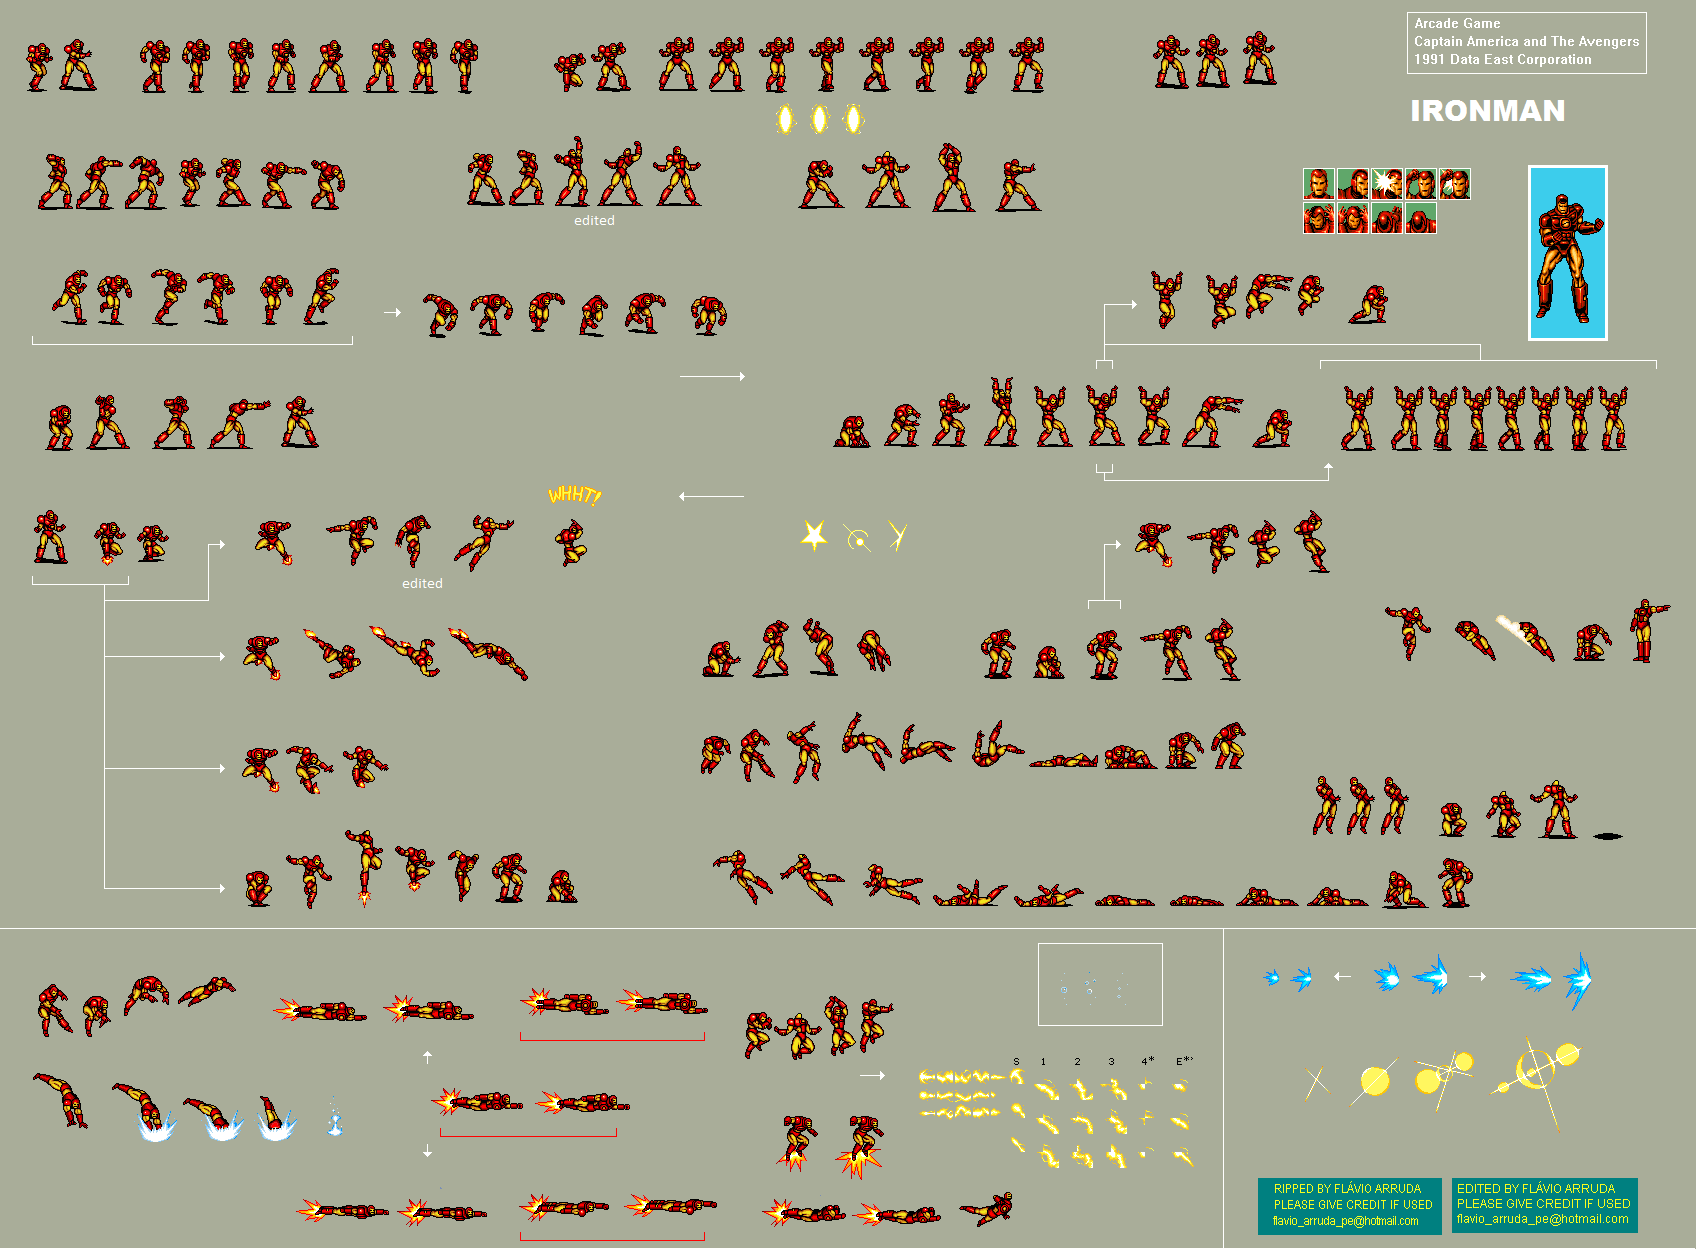 Arcade Game
Captain America and The Avengers
1991 Data East Corporation
IRONMAN
edited
WHHT!
edited
S 1 2 3 4* E*'
RIPPED BY FLÁVIO ARRUDA
PLEASE GIVE CREDIT IF USED
flavio_arruda_pe@hotmail.com
EDITED BY FLÁVIO ARRUDA
PLEASE GIVE CREDIT IF USED
flavio_arruda_pe@hotmail.com